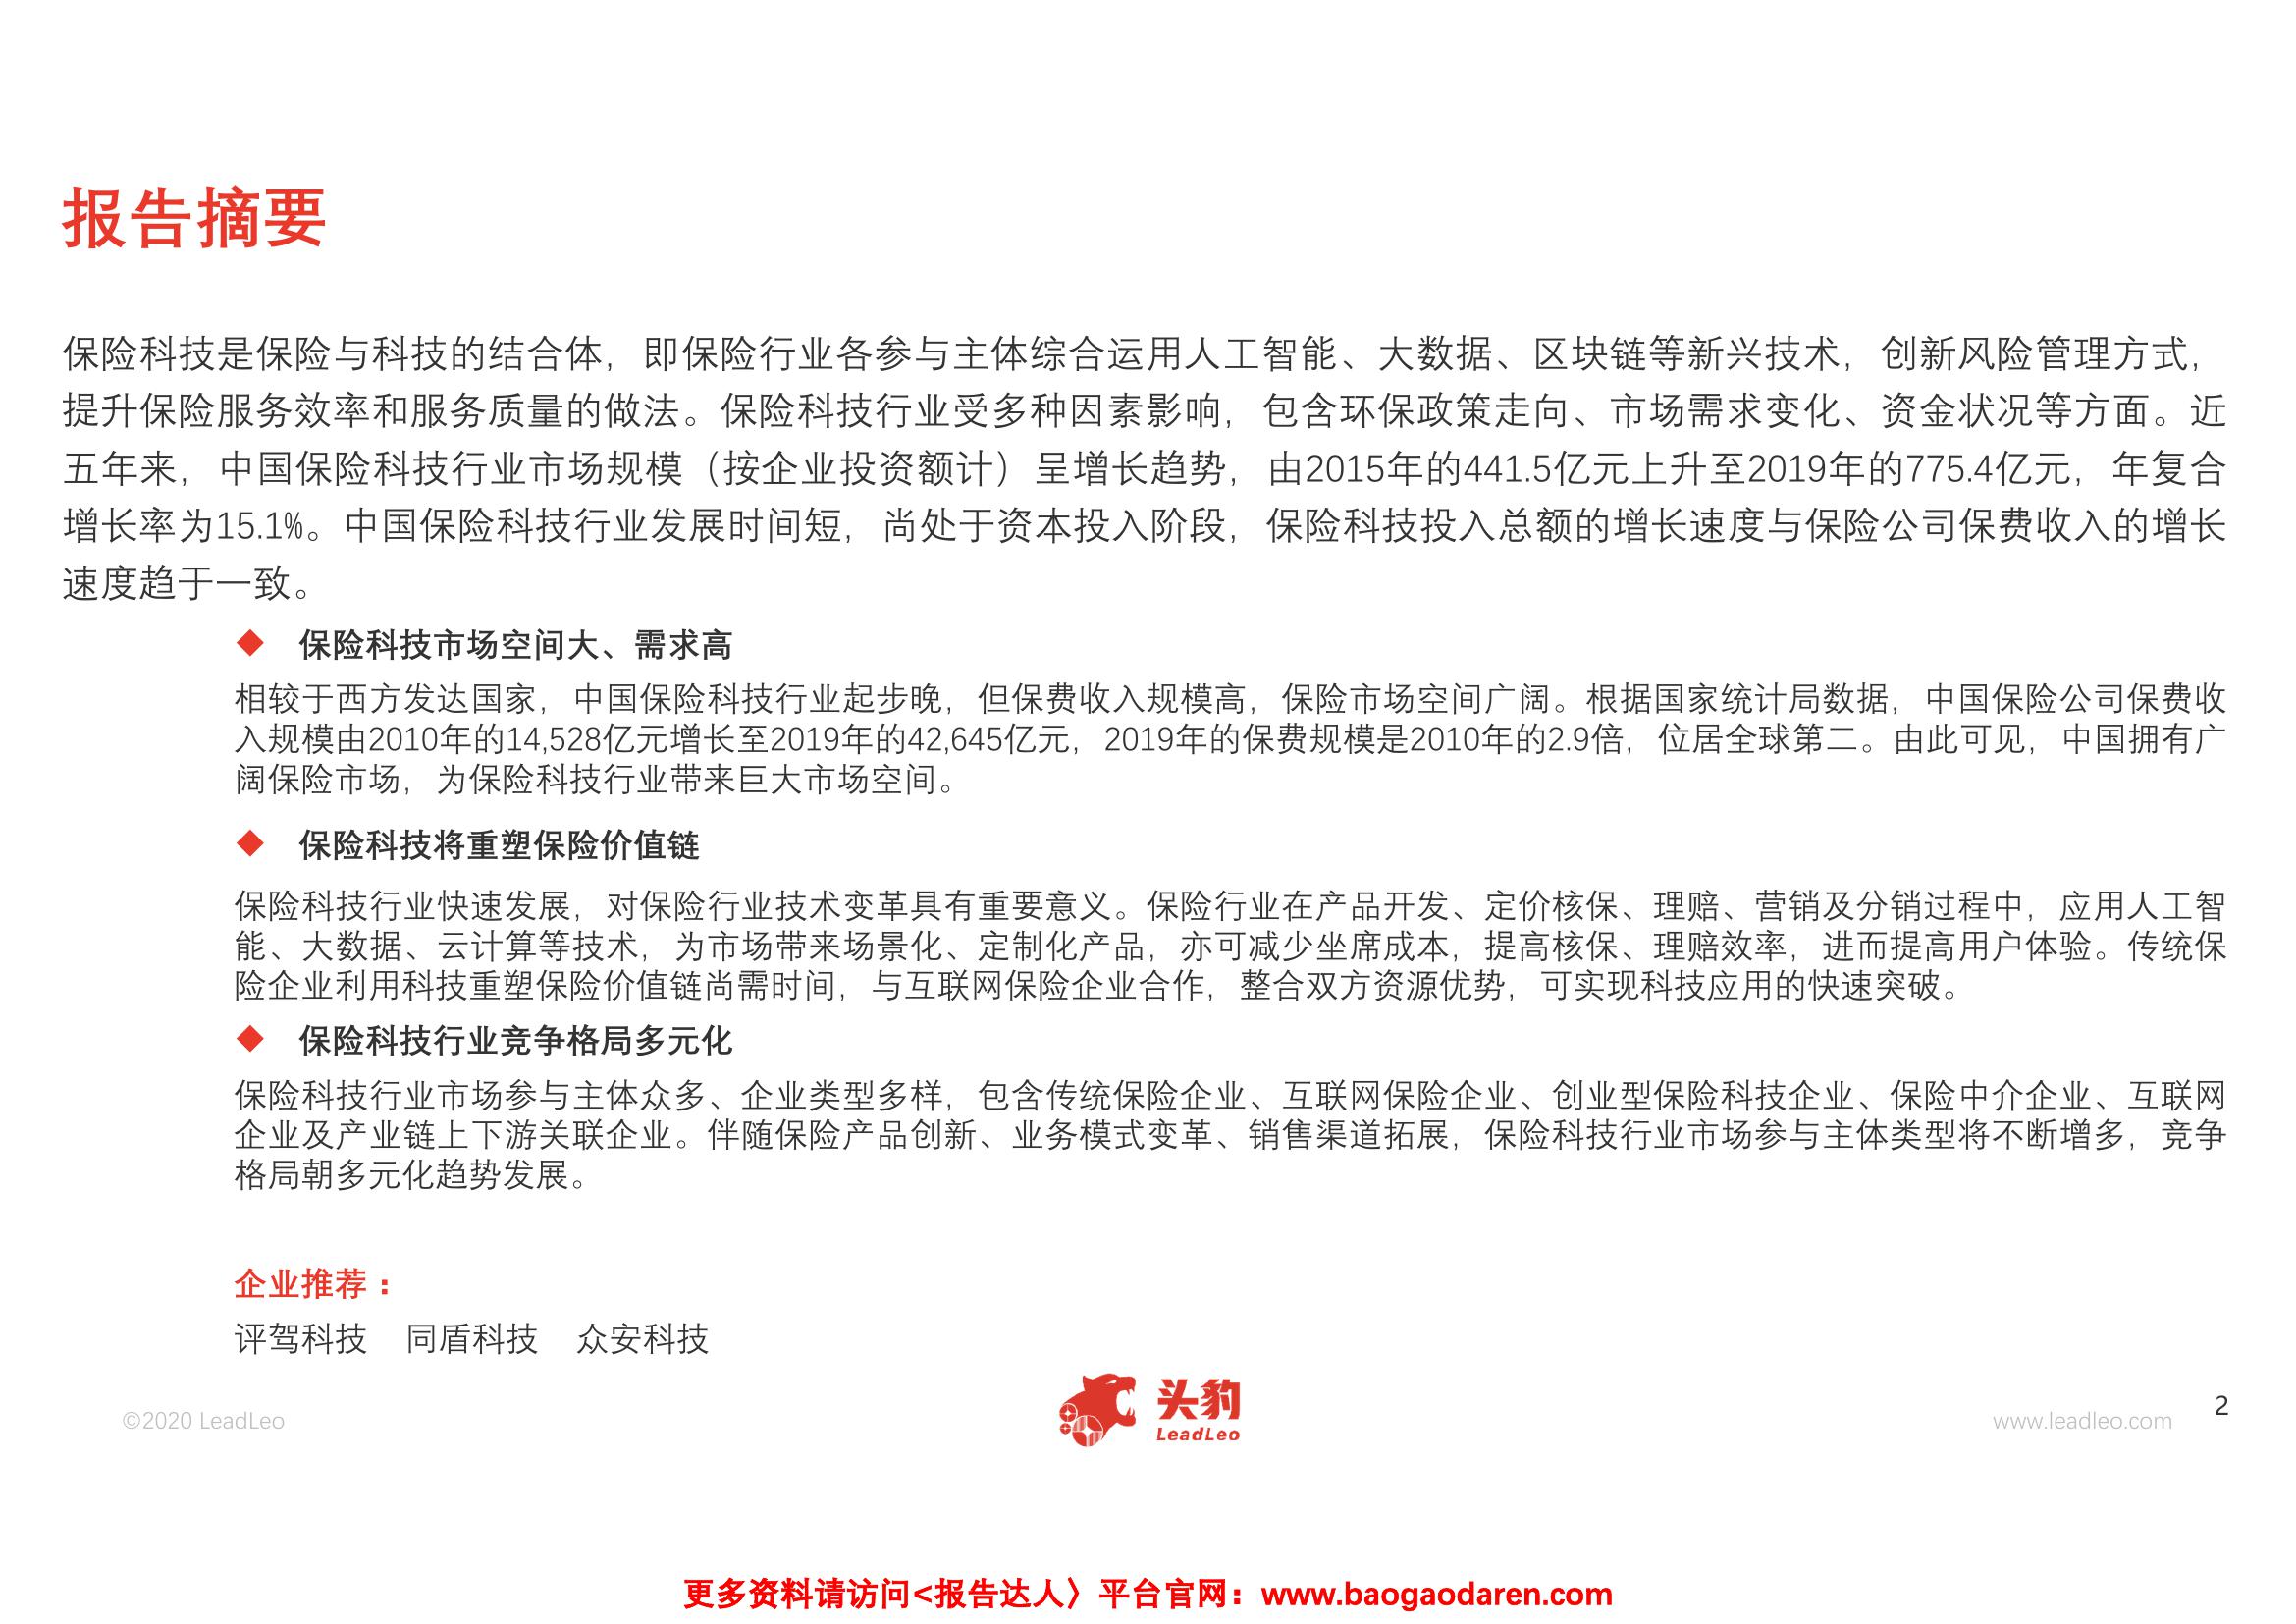 报告摘要
保险科技是保险与科技的结合体，即保险行业各参与主体综合运用人工智能、大数据、区块链等新兴技术，创新风险管理方式，
提升保险服务效率和服务质量的做法。保险科技行业受多种因素影响，包含环保政策走向、市场需求变化、资金状况等方面。近
五年来，中国保险科技行业市场规模（按企业投资额计）呈增长趋势，由2015年的441.5亿元上升至2019年的775.4亿元，年复合
增长率为15.1%。中国保险科技行业发展时间短，尚处于资本投入阶段，保险科技投入总额的增长速度与保险公司保费收入的增长
速度趋于一致。
◆ 保险科技市场空间大、需求高
相较于西方发达国家，中国保险科技行业起步晚，但保费收入规模高，保险市场空间广阔。根据国家统计局数据，中国保险公司保费收
入规模由2010年的14,528亿元增长至2019年的42,645亿元，2019年的保费规模是2010年的2.9倍，位居全球第二。由此可见，中国拥有广
阔保险市场，为保险科技行业带来巨大市场空间。
◆ 保险科技将重塑保险价值链
保险科技行业快速发展，对保险行业技术变革具有重要意义。保险行业在产品开发、定价核保、理赔、营销及分销过程中，应用人工智
能、大数据、云计算等技术，为市场带来场景化、定制化产品，亦可减少坐席成本，提高核保、理赔效率，进而提高用户体验。传统保
险企业利用科技重塑保险价值链尚需时间，与互联网保险企业合作，整合双方资源优势，可实现科技应用的快速突破。
◆ 保险科技行业竞争格局多元化
保险科技行业市场参与主体众多、企业类型多样，包含传统保险企业、互联网保险企业、创业型保险科技企业、保险中介企业、互联网
企业及产业链上下游关联企业。伴随保险产品创新、业务模式变革、销售渠道拓展，保险科技行业市场参与主体类型将不断增多，竞争
格局朝多元化趋势发展。
企业推荐：
评驾科技 同盾科技 众安科技
©2020 LeadLeo
头豹
LeadLeo
www.leadleo.com
2
更多资料请访问<报告达人〉平台官网：www.baogaodaren.com